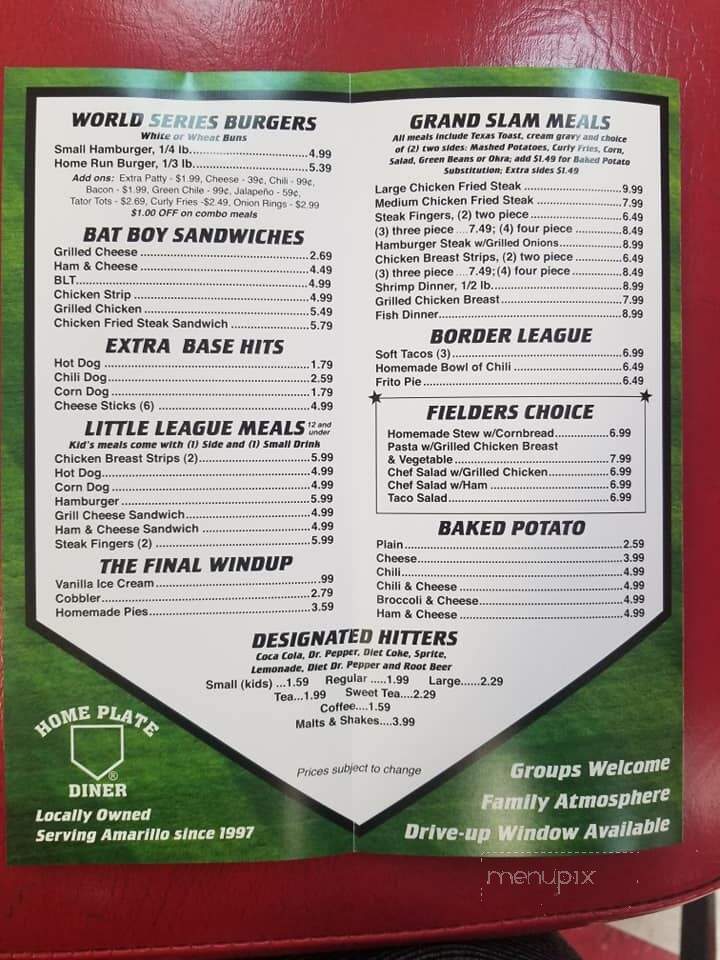 WORLD SERIES BURGERS
White or Wheat Buns
Small Hamburger, 1/4 lb.....4.99
Home Run Burger, 1/3 lb.....5.39
Add ons: Extra Patty - $1.99, Cheese - 39¢, Chili - 99¢,
Bacon - $1.99, Green Chile - 99¢, Jalapeño - 59¢,
Tator Tots - $2.69, Curly Fries -$2.49, Onion Rings - $2.99
$1.00 OFF on combo meals
BAT BOY SANDWICHES
Grilled Cheese .....2.69
Ham & Cheese .....4.49
BLT.....4.99
Chicken Strip .....4.99
Grilled Chicken .....5.49
Chicken Fried Steak Sandwich .....5.79
EXTRA BASE HITS
Hot Dog .....1.79
Chili Dog.....2.59
Corn Dog .....1.79
Cheese Sticks (6) .....4.99
LITTLE LEAGUE MEALS 12 and under
Kid's meals come with (1) Side and (1) Small Drink
Chicken Breast Strips (2).....5.99
Hot Dog.....4.99
Corn Dog .....4.99
Hamburger .....5.99
Grill Cheese Sandwich.....4.99
Ham & Cheese Sandwich .....4.99
Steak Fingers (2) .....5.99
THE FINAL WINDUP
Vanilla Ice Cream.....99
Cobbler.....2.79
Homemade Pies.....3.59
GRAND SLAM MEALS
All meals include Texas Toast, cream gravy and choice
of (2) two sides: Mashed Potatoes, Curly Fries, Corn,
Salad, Green Beans or Okra; add $1.49 for Baked Potato
Substitution; Extra sides $1.49
Large Chicken Fried Steak .....9.99
Medium Chicken Fried Steak .....7.99
Steak Fingers, (2) two piece .....6.49
(3) three piece ....7.49; (4) four piece .....8.49
Hamburger Steak w/Grilled Onions.....8.99
Chicken Breast Strips, (2) two piece .....6.49
(3) three piece ....7.49; (4) four piece .....8.49
Shrimp Dinner, 1/2 lb.....8.99
Grilled Chicken Breast.....7.99
Fish Dinner.....8.99
BORDER LEAGUE
Soft Tacos (3).....6.99
Homemade Bowl of Chili .....6.49
Frito Pie.....6.49
FIELDERS CHOICE
Homemade Stew w/Cornbread.....6.99
Pasta w/Grilled Chicken Breast
& Vegetable .....7.99
Chef Salad w/Grilled Chicken.....6.99
Chef Salad w/Ham .....6.99
Taco Salad.....6.99
BAKED POTATO
Plain.....2.59
Cheese.....3.99
Chili.....4.99
Chili & Cheese .....4.99
Broccoli & Cheese.....4.99
Ham & Cheese .....4.99
DESIGNATED HITTERS
Coca Cola, Dr. Pepper, Diet Coke, Sprite,
Lemonade, Diet Dr. Pepper and Root Beer
Small (kids) ...1.59 Regular .....1.99 Large......2.29
Tea...1.99 Sweet Tea....2.29
Coffee....1.59
Malts & Shakes....3.99
Prices subject to change
HOME PLATE
®
DINER
Locally Owned
Serving Amarillo since 1997
Groups Welcome
Family Atmosphere
Drive-up Window Available
menupix